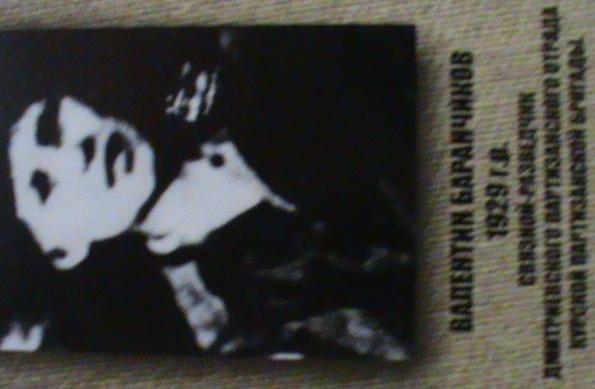 ВАЛЕНТИН БАРАНЧИКОВ
1929 г.р.
СВЯЗНОЙ-РАЗВЕДЧИК
ДМИТРИЕВСКОГО ПАРТИЗАНСКОГО ОТРЯДА
КУРСКОЙ ПАРТИЗАНСКОЙ БРИГАДЫ.